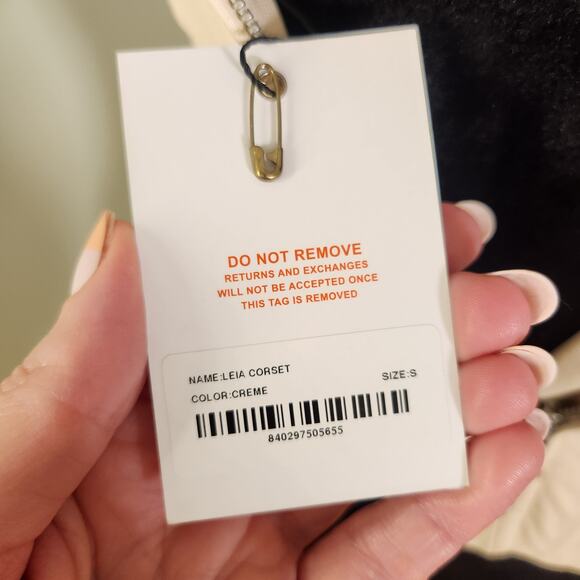 DO NOT REMOVE
RETURNS AND EXCHANGES
WILL NOT BE ACCEPTED ONCE
THIS TAG IS REMOVED
NAME:LEIA CORSET
COLOR:CREME SIZE:S
840297505655